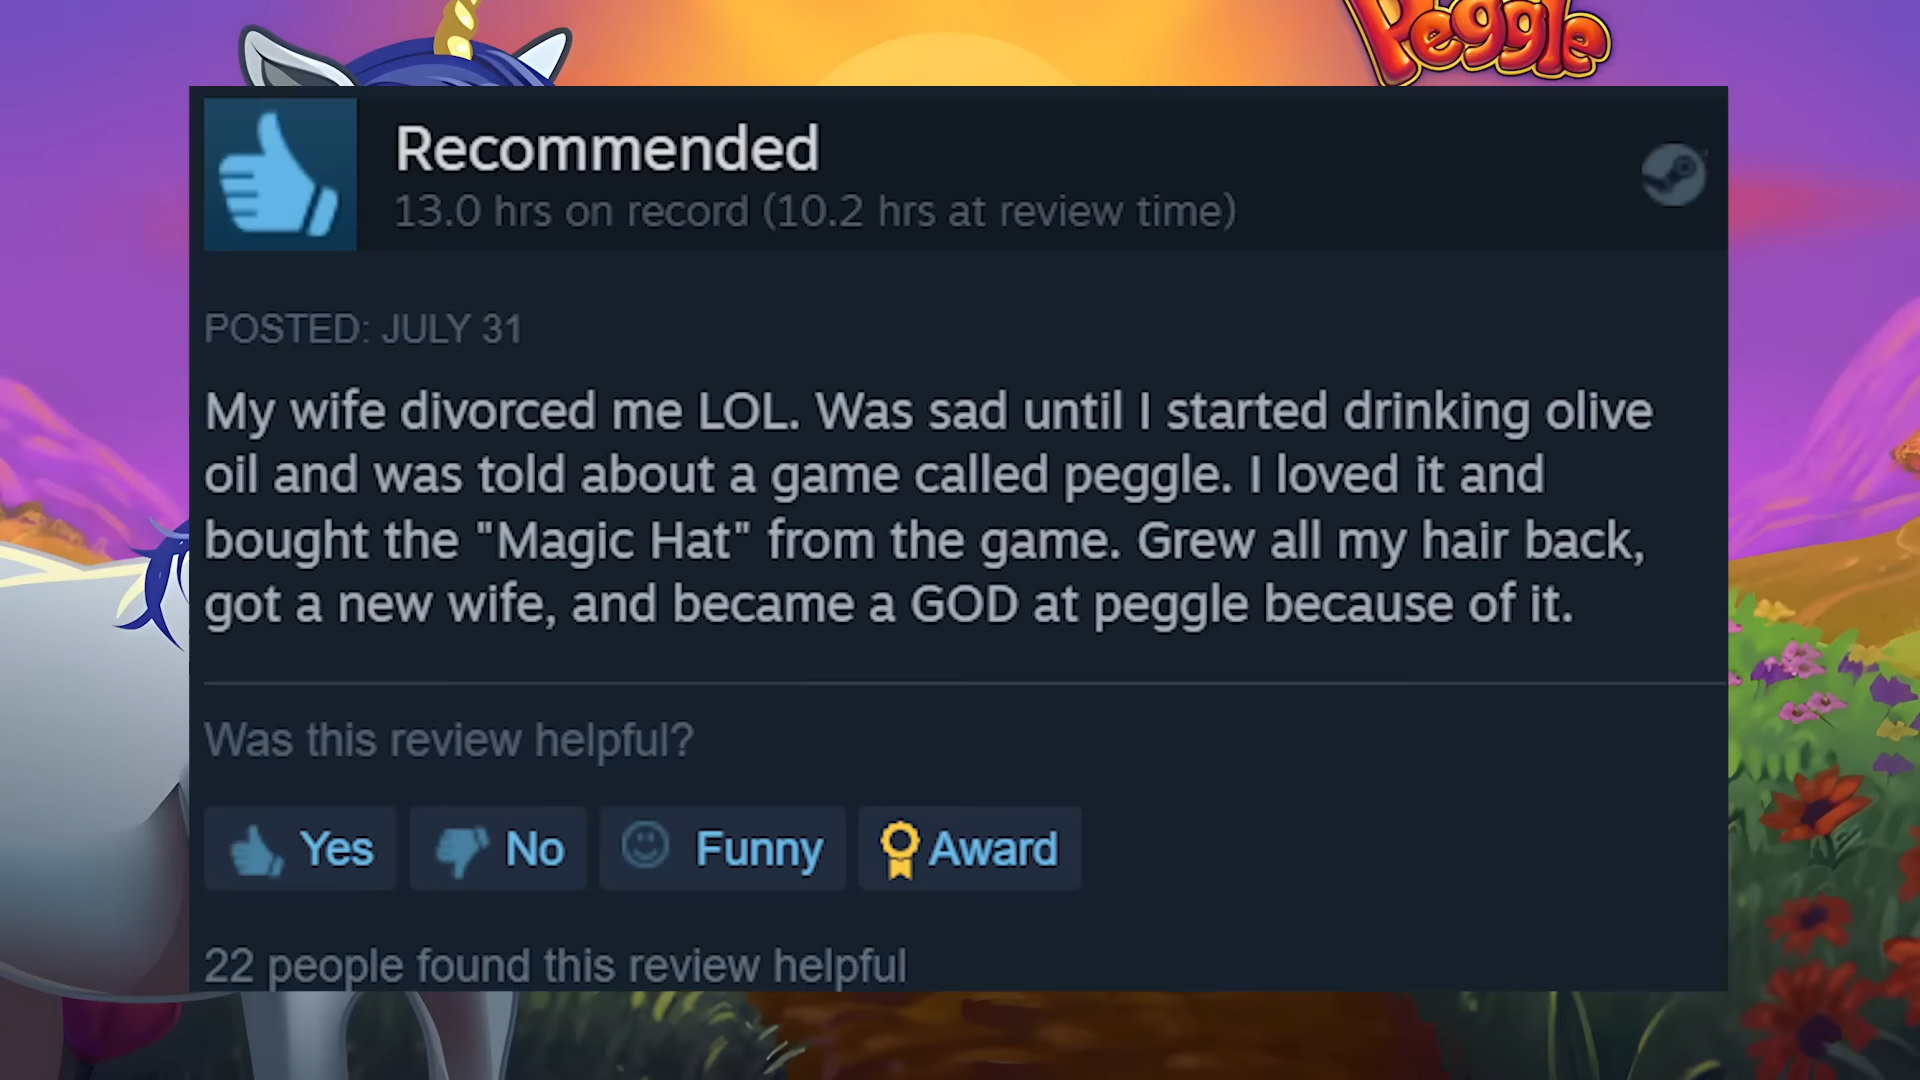 Peggle
Recommended
13.0 hrs on record (10.2 hrs at review time)
POSTED: JULY 31
My wife divorced me LOL. Was sad until I started drinking olive
oil and was told about a game called peggle. I loved it and
bought the "Magic Hat" from the game. Grew all my hair back,
got a new wife, and became a GOD at peggle because of it.
Was this review helpful?
Yes No Funny Award
22 people found this review helpful